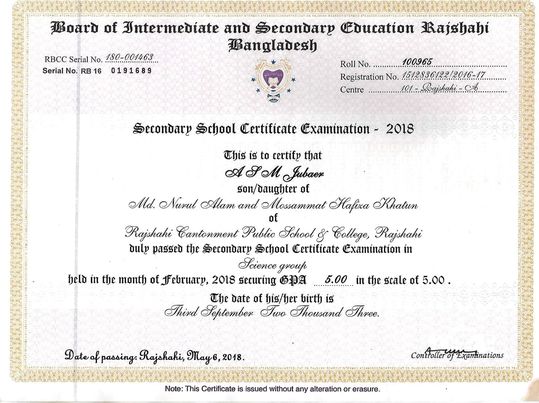 Board of Intermediate and Secondary Education Rajshahi
Bangladesh
RBCC Serial No. 180-001463
Serial No. RB 16 0191689
Roll No. 100965
Registration No. 1512836122/2016-17
Centre 101 - Rajshahi - A
Secondary School Certificate Examination - 2018
This is to certify that
A S M Jubaer
son/daughter of
Md. Nurul Alam and Mossammat Hafiza Khatun
of
Rajshahi Cantonment Public School & College, Rajshahi
duly passed the Secondary School Certificate Examination in
Science group
held in the month of February, 2018 securing GPA 5.00 in the scale of 5.00 .
The date of his/her birth is
Third September Two Thousand Three.
Date of passing: Rajshahi, May 6, 2018.
Controller of Examinations
Note: This Certificate is issued without any alteration or erasure.